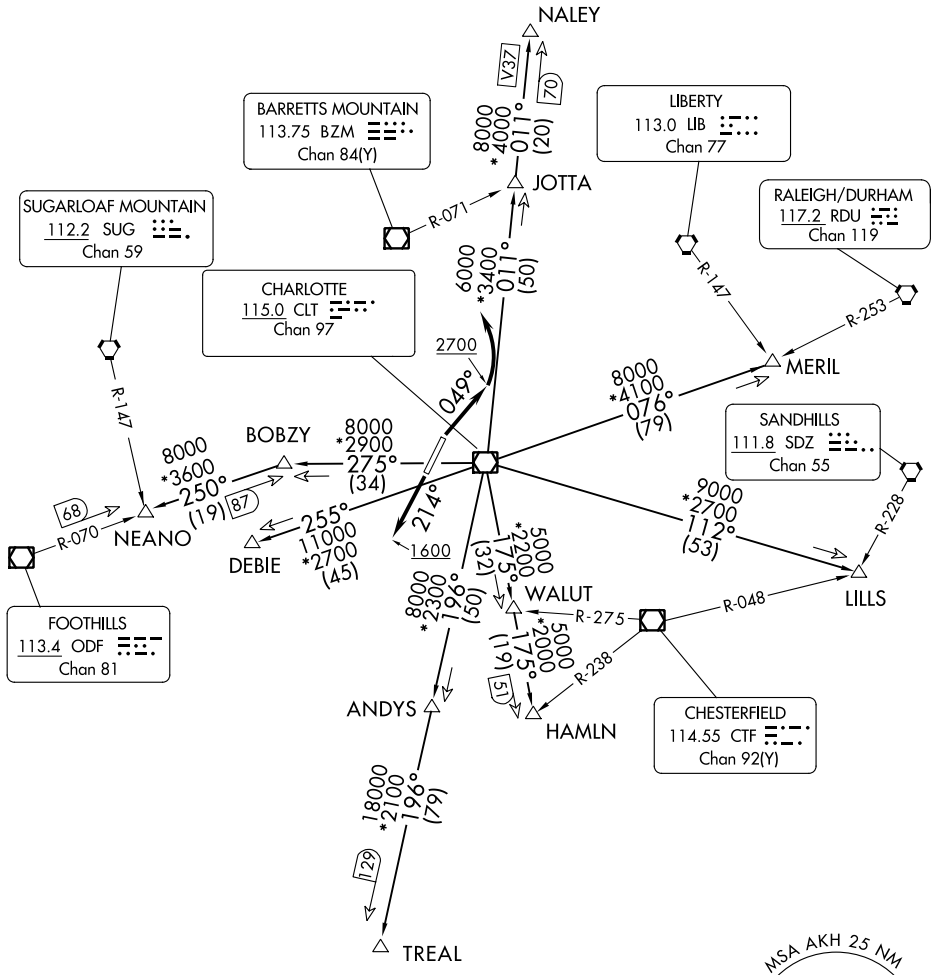 NALEY
V37
70
8000
*4000
011°
(20)
BARRETTS MOUNTAIN
113.75 BZM
Chan 84(Y)
LIBERTY
113.0 LIB
Chan 77
JOTTA
R-071
SUGARLOAF MOUNTAIN
112.2 SUG
Chan 59
RALEIGH/DURHAM
117.2 RDU
Chan 119
6000
*3400
011°
(50)
CHARLOTTE
115.0 CLT
Chan 97
R-147
R-253
2700
MERIL
049°
8000
*4100
076°
(79)
R-147
BOBZY
8000
*2900
275°
(34)
SANDHILLS
111.8 SDZ
Chan 55
8000
*3600
250°
(19)
87
68
R-070
NEANO
255°
11000
*2700
(45)
DEBIE
214°
1600
9000
*2700
112°
(53)
R-228
LILLS
FOOTHILLS
113.4 ODF
Chan 81
5000
*2200
175°
(32)
WALUT
R-275
R-048
8000
*2300
196°
(50)
5000
*2000
175°
(19)
51
R-238
ANDYS
HAMLN
CHESTERFIELD
114.55 CTF
Chan 92(Y)
18000
*2100
196°
(79)
129
TREAL
MSA AKH 25 NM